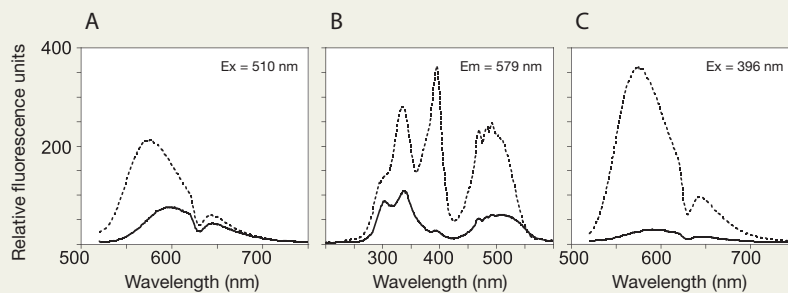 A
B
C
Relative fluorescence units
400
200
0
Ex = 510 nm
Em = 579 nm
Ex = 396 nm
500
600
700
300
400
500
500
600
700
Wavelength (nm)
Wavelength (nm)
Wavelength (nm)